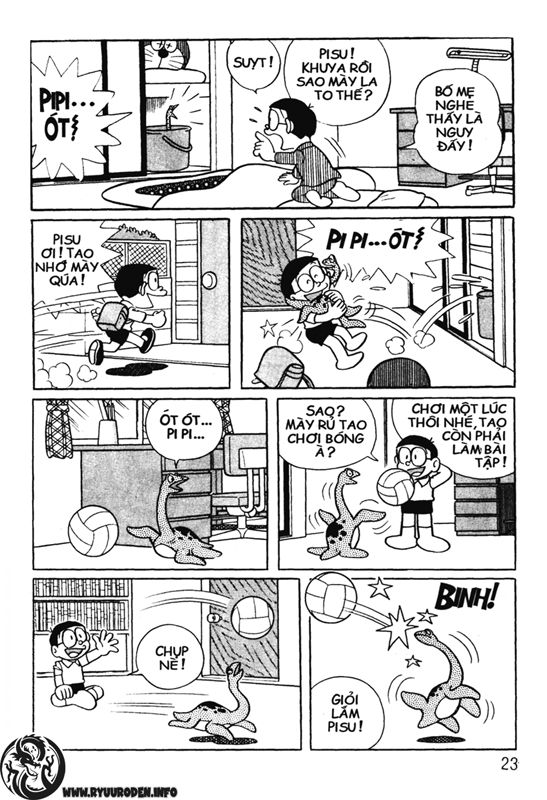 PIPI...
ÓT!
SUYT!
PISU!
KHUYA RỒI
SAO MÀY LA
TO THẾ?
BỐ MẸ
NGHE
THẤY LÀ
NGUY
ĐẤY!
PISU
ƠI! TAO
NHỚ MÀY
QÚA!
PI PI...ÓT!
ÓT ÓT...
PI PI...
SAO?
MÀY RỦ TAO
CHƠI BÓNG
À?
CHƠI MỘT LÚC
THÔI NHÉ, TAO
CÒN PHẢI
LÀM BÀI
TẬP!
CHỤP
NÈ!
BINH!
GIỎI
LẮM
PISU!
23
WWW.RYUURODEN.INFO